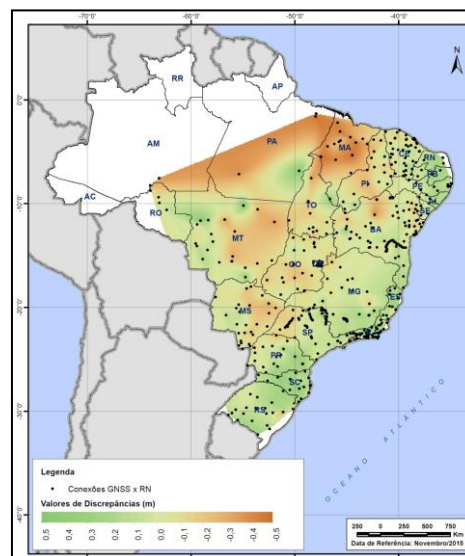 -70°0' -60°0' -50°0' -40°0'
N
RR
AP
0°0'
AM
PA
MA
CE
RN
PB
PI
PE
AC
-10°0'
RO
TO
SE
BA
MT
GO
MG
ES
-20°0'
MS
SP
PR
SC
-30°0'
RS
OCEANO ATLÂNTICO
Legenda
Conexões GNSS x RN
Valores de Discrepâncias (m)
0.5 0.4 0.3 0.2 0.1 0.0 -0.1 -0.2 -0.3 -0.4 -0.5
-40°0'
250 0 250 500 750
Km
Data de Referência: Novembro/2015